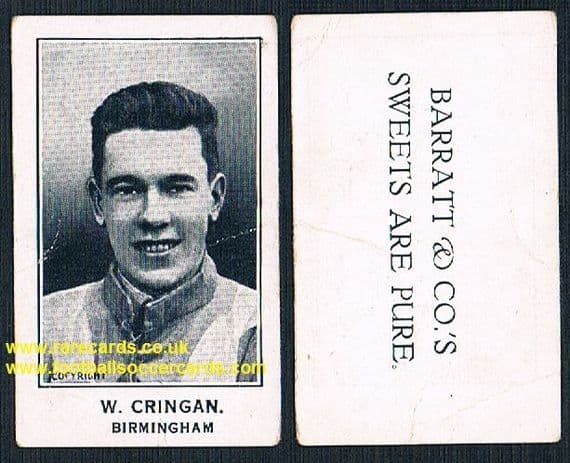 www.rarecards.co.uk
www.footballsoccercards.com
COPYRIGHT
W. CRINGAN.
BIRMINGHAM
BARRATT & CO.'S
SWEETS ARE PURE.